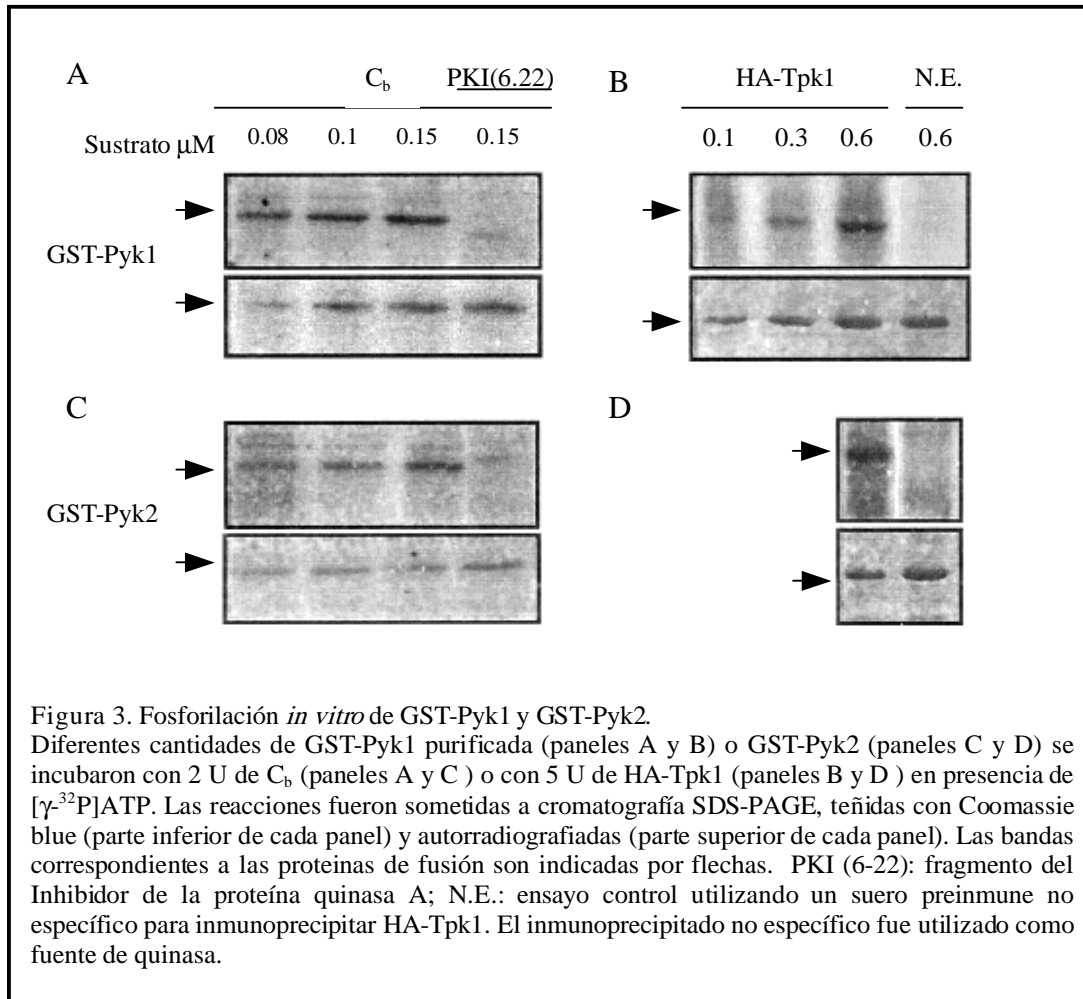 A
C_b
PKI(6.22)
B
HA-Tpk1
N.E.
Sustrato μM
0.08
0.1
0.15
0.15
0.1
0.3
0.6
0.6
GST-Pyk1
C
D
GST-Pyk2
Figura 3. Fosforilación in vitro de GST-Pyk1 y GST-Pyk2.
Diferentes cantidades de GST-Pyk1 purificada (paneles A y B) o GST-Pyk2 (paneles C y D) se
incubaron con 2 U de C_b (paneles A y C ) o con 5 U de HA-Tpk1 (paneles B y D ) en presencia de
[γ-³²P]ATP. Las reacciones fueron sometidas a cromatografía SDS-PAGE, teñidas con Coomassie
blue (parte inferior de cada panel) y autorradiografiadas (parte superior de cada panel). Las bandas
correspondientes a las proteinas de fusión son indicadas por flechas. PKI (6-22): fragmento del
Inhibidor de la proteína quinasa A; N.E.: ensayo control utilizando un suero preinmune no
específico para inmunoprecipitar HA-Tpk1. El inmunoprecipitado no específico fue utilizado como
fuente de quinasa.